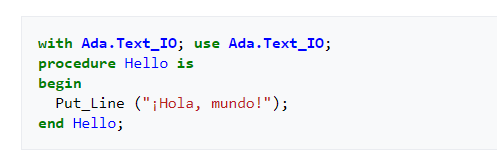 with Ada.Text_IO; use Ada.Text_IO;
procedure Hello is
begin
  Put_Line ("¡Hola, mundo!");
end Hello;